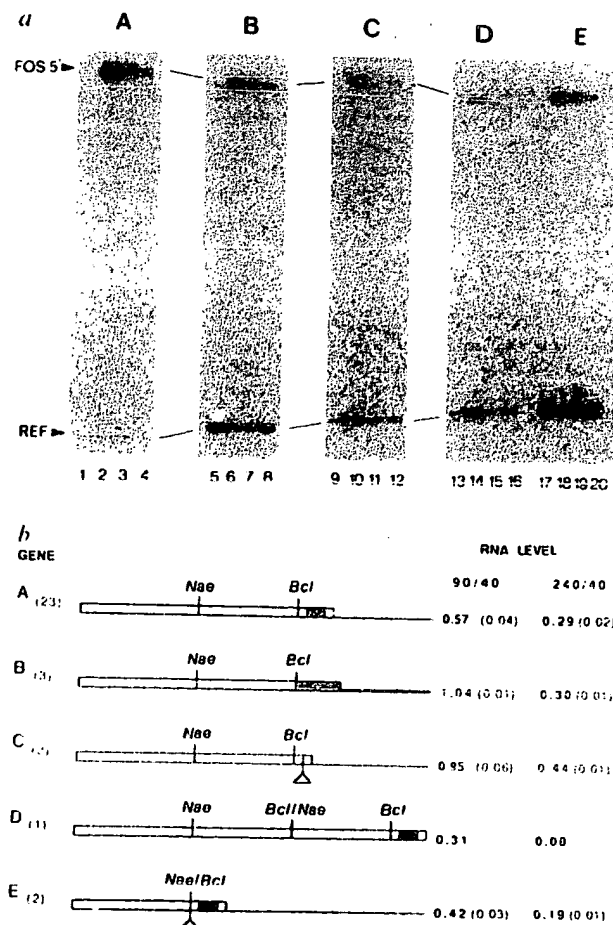 a A B C D E
FOS 5'
REF
1 2 3 4 5 6 7 8 9 10 11 12 13 14 15 16 17 18 19 20
b
GENE RNA LEVEL
90/40 240/40
A (23) Nae Bcl 0.57 (0.04) 0.29 (0.02)
B (3) Nae Bcl 1.04 (0.01) 0.30 (0.01)
C Nae Bcl 0.95 (0.06) 0.44 (0.01)
D (1) Nae Bcl/Nae Bcl 0.31 0.00
E (2) Nae/Bcl 0.42 (0.03) 0.19 (0.01)